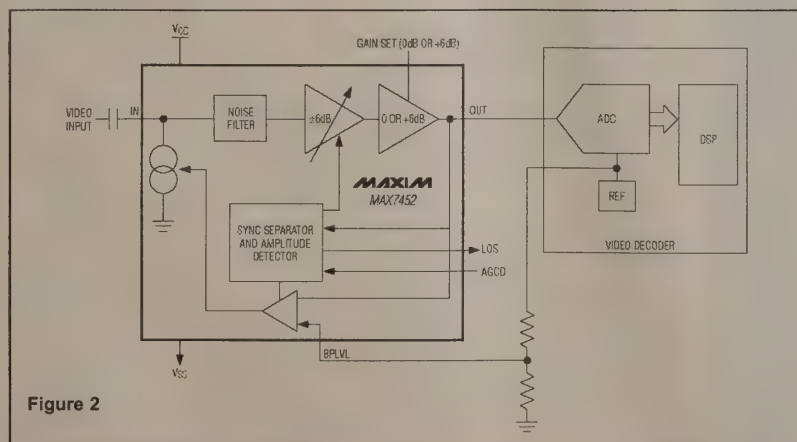 VCC
GAIN SET (0dB OR +6dB)
VIDEO
INPUT
IN
NOISE
FILTER
±6dB
0 OR +6dB
OUT
ADC
DSP
REF
VIDEO DECODER
MAXIM
MAX7452
SYNC SEPARATOR
AND AMPLITUDE
DETECTOR
LOS
AGCD
BPLVL
VSS
Figure 2